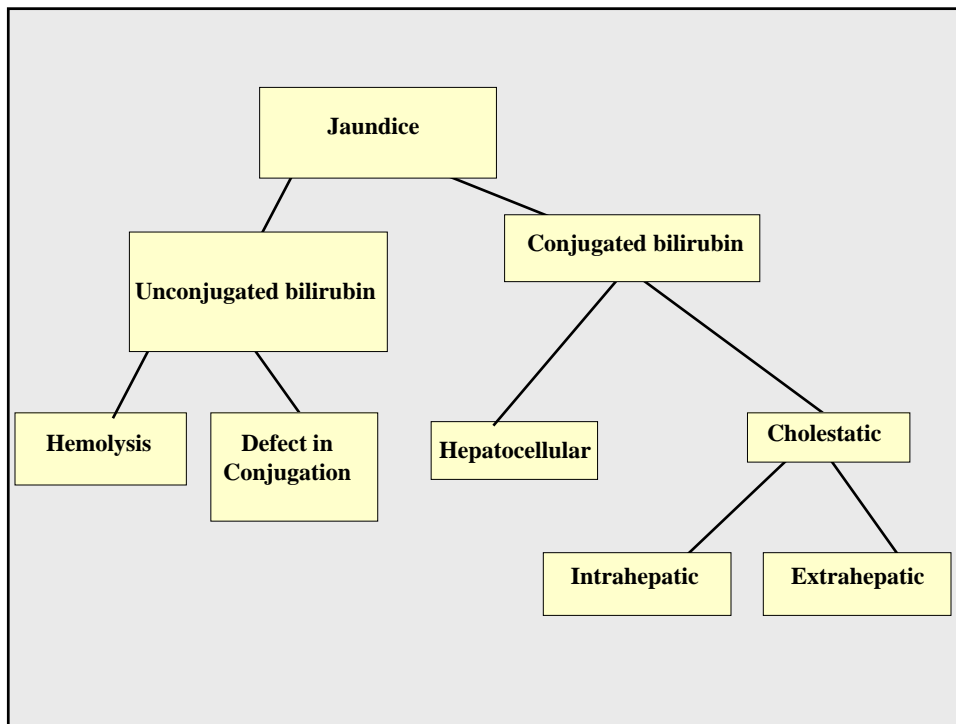 Jaundice
Conjugated bilirubin
Unconjugated bilirubin
Hemolysis
Defect in
Conjugation
Hepatocellular
Cholestatic
Intrahepatic
Extrahepatic